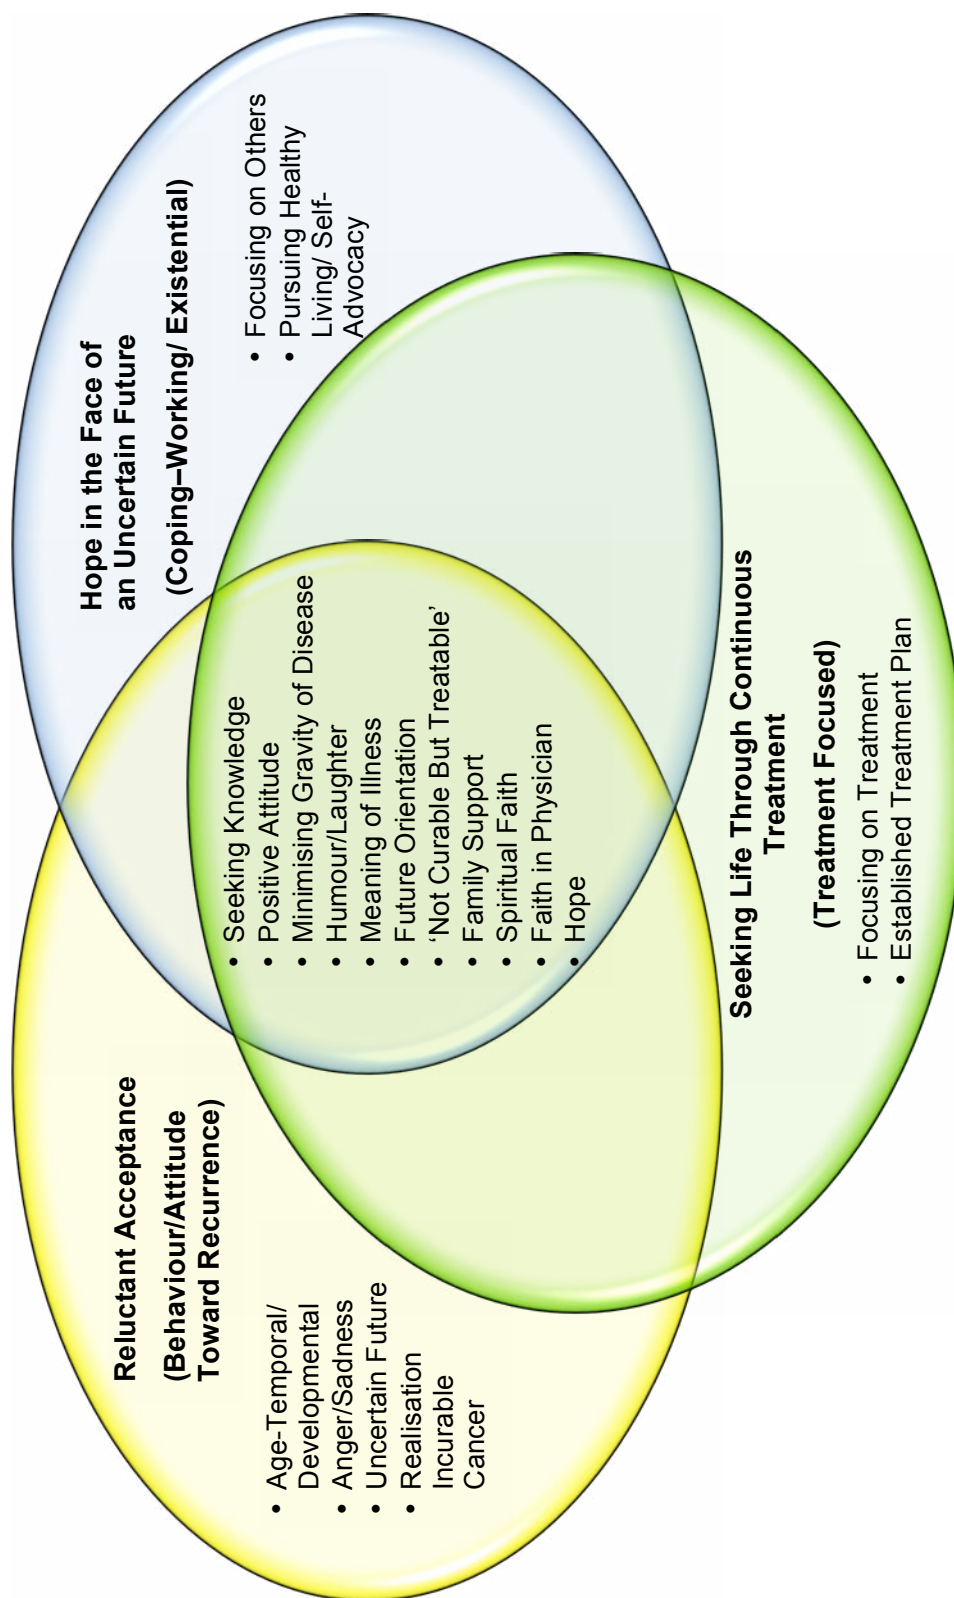 Reluctant Acceptance
(Behaviour/Attitude
Toward Recurrence)
• Age-Temporal/
Developmental
• Anger/Sadness
• Uncertain Future
• Realisation
Incurable
Cancer
Hope in the Face of
an Uncertain Future
(Coping–Working/ Existential)
• Focusing on Others
• Pursuing Healthy
Living/ Self-
Advocacy
• Seeking Knowledge
• Positive Attitude
• Minimising Gravity of Disease
• Humour/Laughter
• Meaning of Illness
• Future Orientation
• ‘Not Curable But Treatable’
• Family Support
• Spiritual Faith
• Faith in Physician
• Hope
Seeking Life Through Continuous
Treatment
(Treatment Focused)
• Focusing on Treatment
• Established Treatment Plan